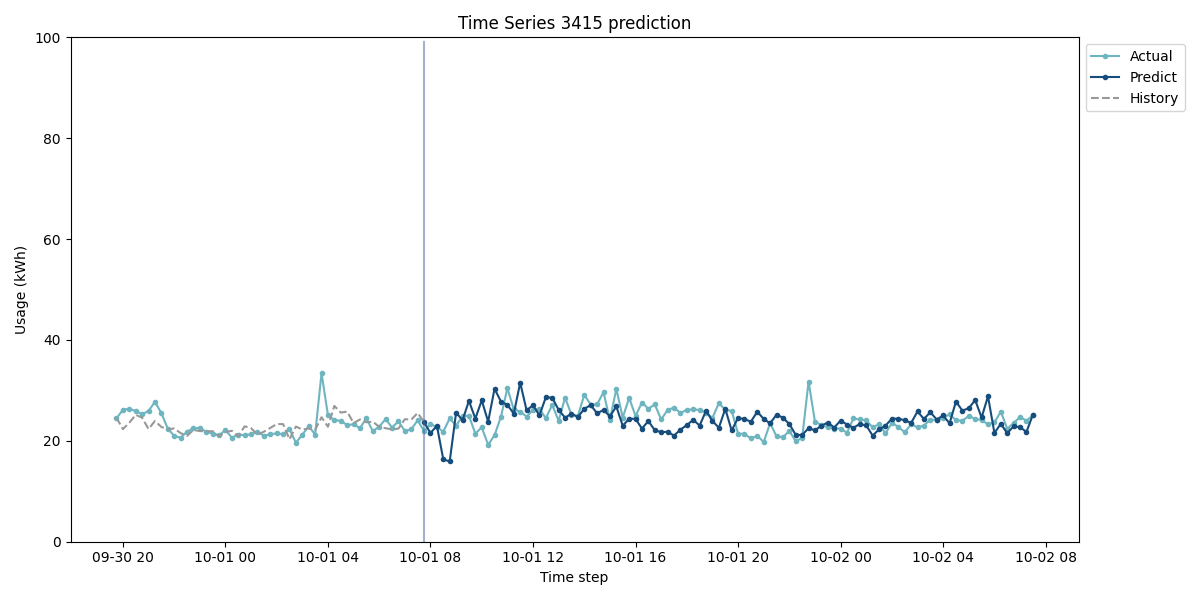 Time Series 3415 prediction
Usage (kWh)
100
80
60
40
20
0
09-30 20
10-01 00
10-01 04
10-01 08
10-01 12
10-01 16
10-01 20
10-02 00
10-02 04
10-02 08
Time step
Actual
Predict
History